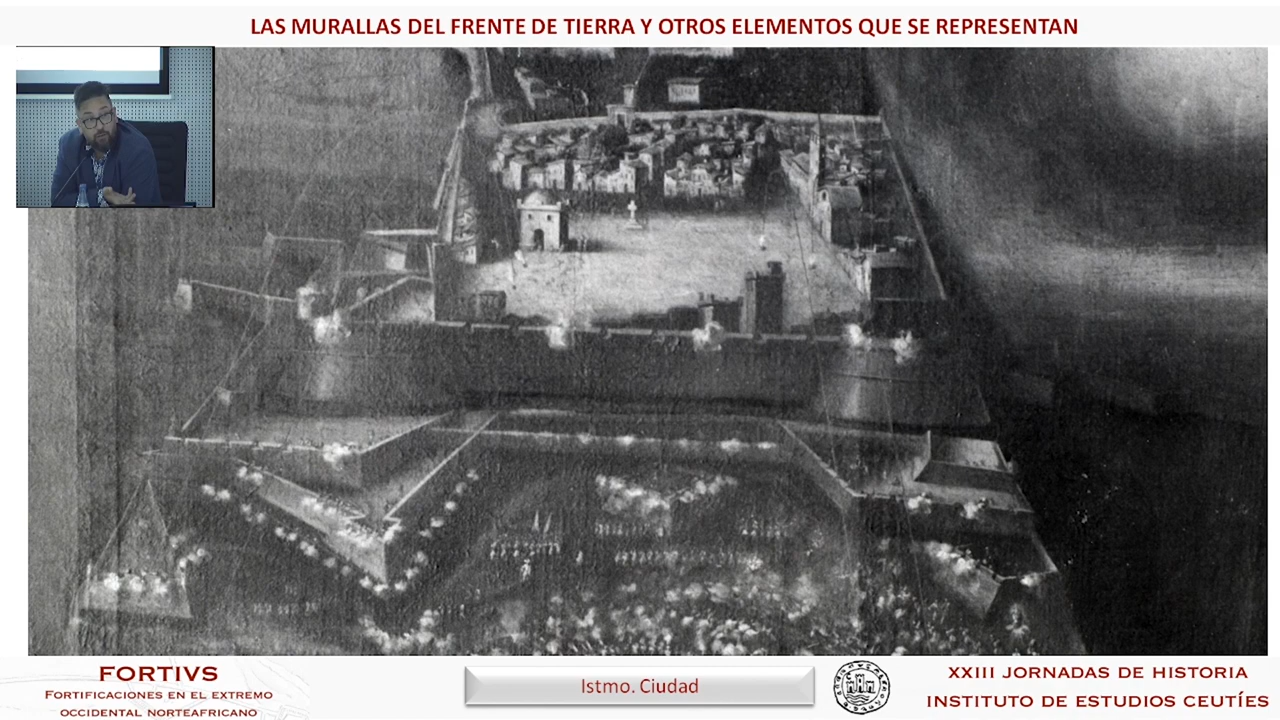 LAS MURALLAS DEL FRENTE DE TIERRA Y OTROS ELEMENTOS QUE SE REPRESENTAN
FORTIVS
FORTIFICACIONES EN EL EXTREMO
OCCIDENTAL NORTEAFRICANO
Istmo. Ciudad
XXIII JORNADAS DE HISTORIA
INSTITUTO DE ESTUDIOS CEUTÍES